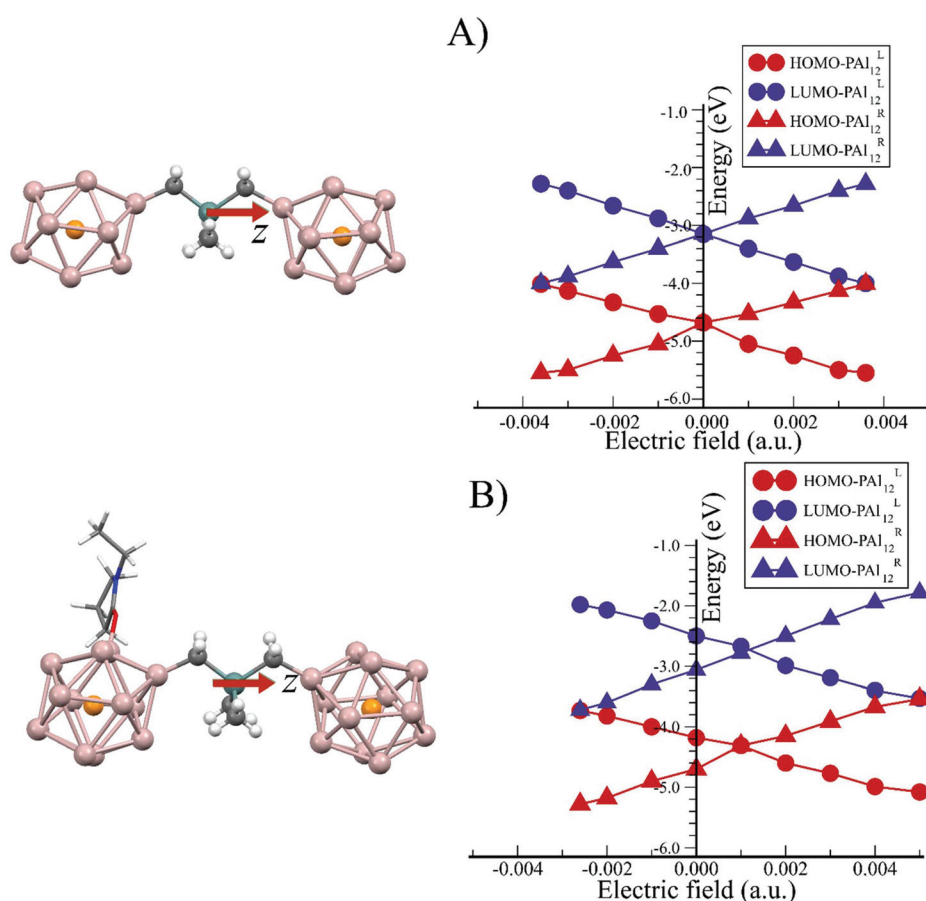 A)
HOMO-PAl₁₂ᴸ
LUMO-PAl₁₂ᴸ
HOMO-PAl₁₂ᴿ
LUMO-PAl₁₂ᴿ
Energy (eV)
-1.0
-2.0
-3.0
-4.0
-5.0
-6.0
-0.004 -0.002 0.000 0.002 0.004
Electric field (a.u.)
z
B)
HOMO-PAl₁₂ᴸ
LUMO-PAl₁₂ᴸ
HOMO-PAl₁₂ᴿ
LUMO-PAl₁₂ᴿ
Energy (eV)
-1.0
-2.0
-3.0
-4.0
-5.0
-6.0
-0.004 -0.002 0.000 0.002 0.004
Electric field (a.u.)
z